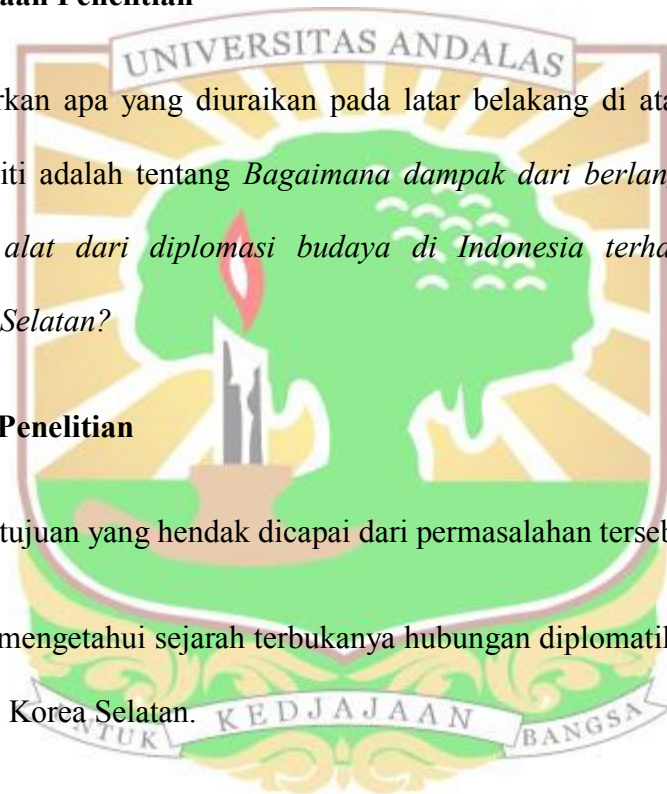 aan Penelitian
UNIVERSITAS ANDALAS
rkan apa yang diuraikan pada latar belakang di ata
iti adalah tentang Bagaimana dampak dari berlan
alat dari diplomasi budaya di Indonesia terha
Selatan?
Penelitian
tujuan yang hendak dicapai dari permasalahan terseb
mengetahui sejarah terbukanya hubungan diplomatik
Korea Selatan.
UNTUK KEDJAJAAN BANGSA